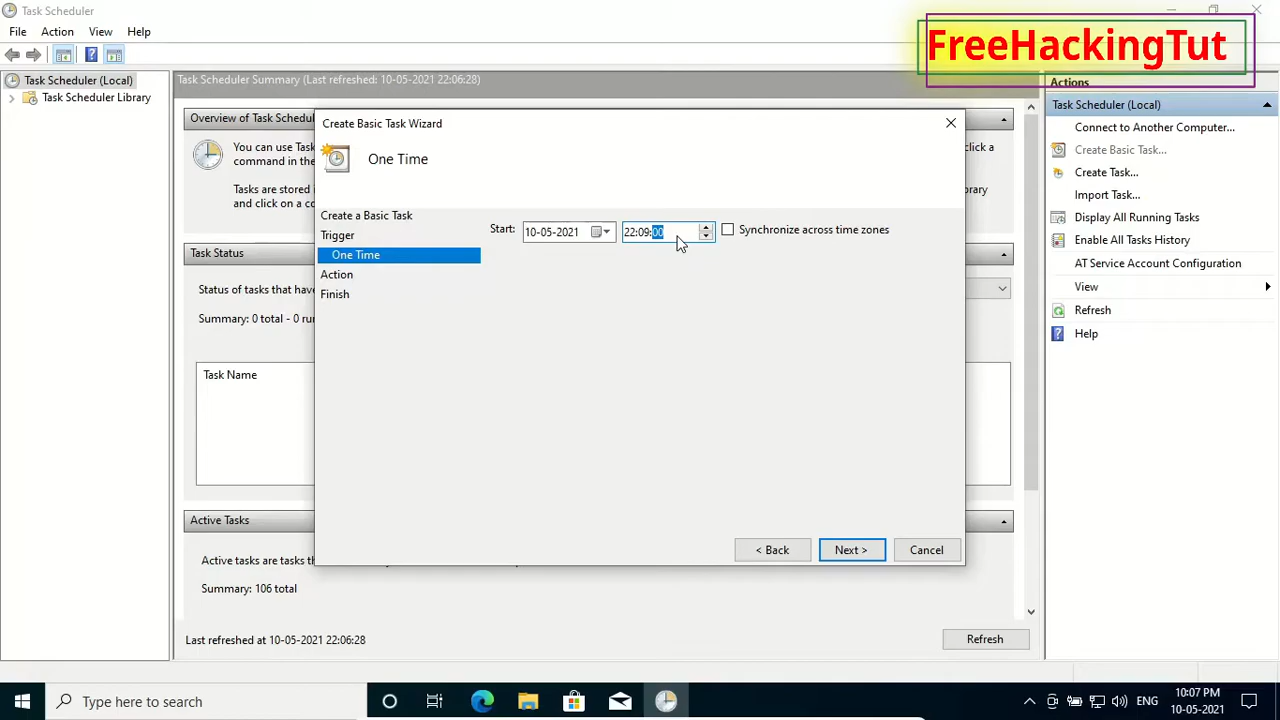 Task Scheduler
FreeHackingTut
File Action View Help
Task Scheduler (Local)
Task Scheduler Library
Task Scheduler Summary (Last refreshed: 10-05-2021 22:06:28)
Overview of Task Schedul
You can use Tas
command in the
Tasks are stored i
and click on a co
click a
nd
nistry
Task Status
Status of tasks that hav
Summary: 0 total - 0 rur
Task Name
Active Tasks
Active tasks are tasks th
Summary: 106 total
Last refreshed at 10-05-2021 22:06:28
Refresh
Create Basic Task Wizard
One Time
Create a Basic Task
Trigger
One Time
Action
Finish
Start: 10-05-2021 22:09:00 Synchronize across time zones
< Back Next > Cancel
Actions
Task Scheduler (Local)
Connect to Another Computer...
Create Basic Task...
Create Task...
Import Task...
Display All Running Tasks
Enable All Tasks History
AT Service Account Configuration
View
Refresh
Help
Type here to search
ENG
10:07 PM
10-05-2021